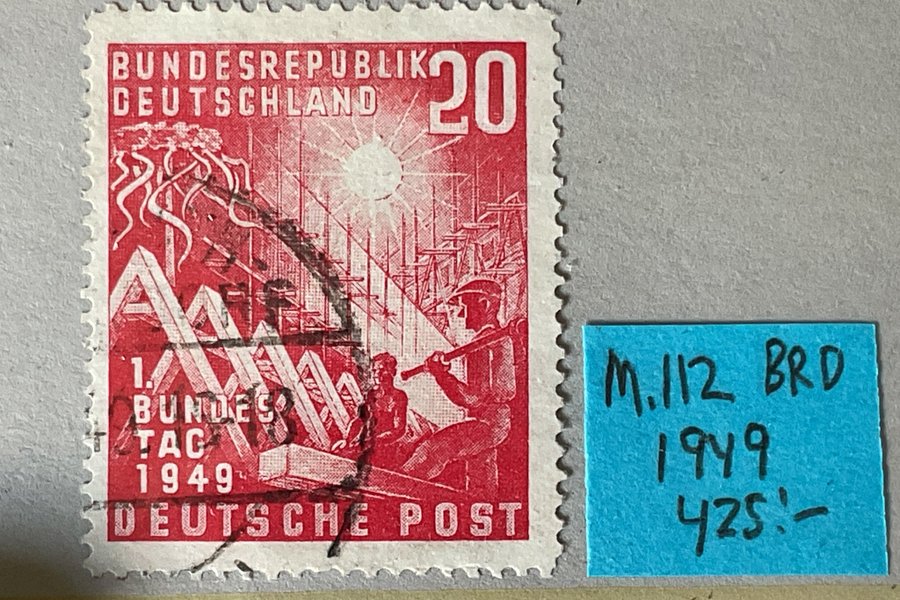 BUNDESREPUBLIK 20
DEUTSCHLAND
1.
BUNDES
TAG
1949
DEUTSCHE POST
M.112 BRD
1949
425:-